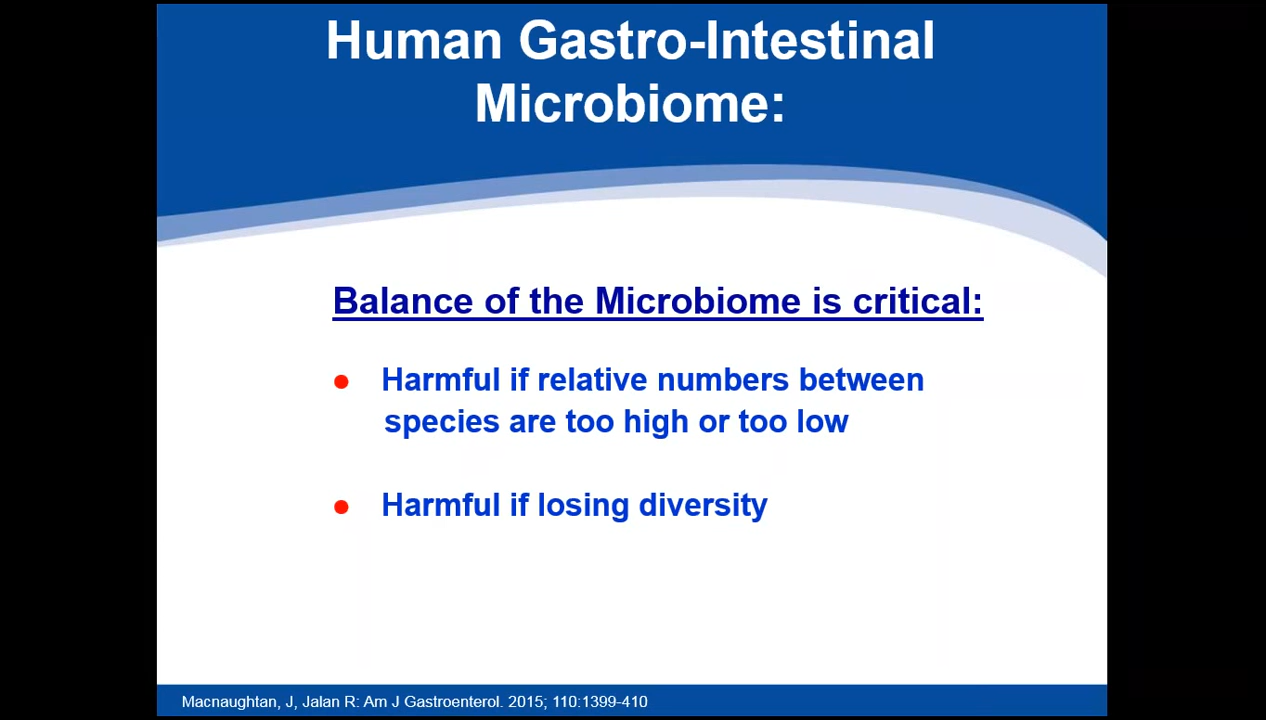 Human Gastro-Intestinal
Microbiome:
Balance of the Microbiome is critical:
● Harmful if relative numbers between
species are too high or too low
● Harmful if losing diversity
Macnaughtan, J, Jalan R: Am J Gastroenterol. 2015; 110:1399-410